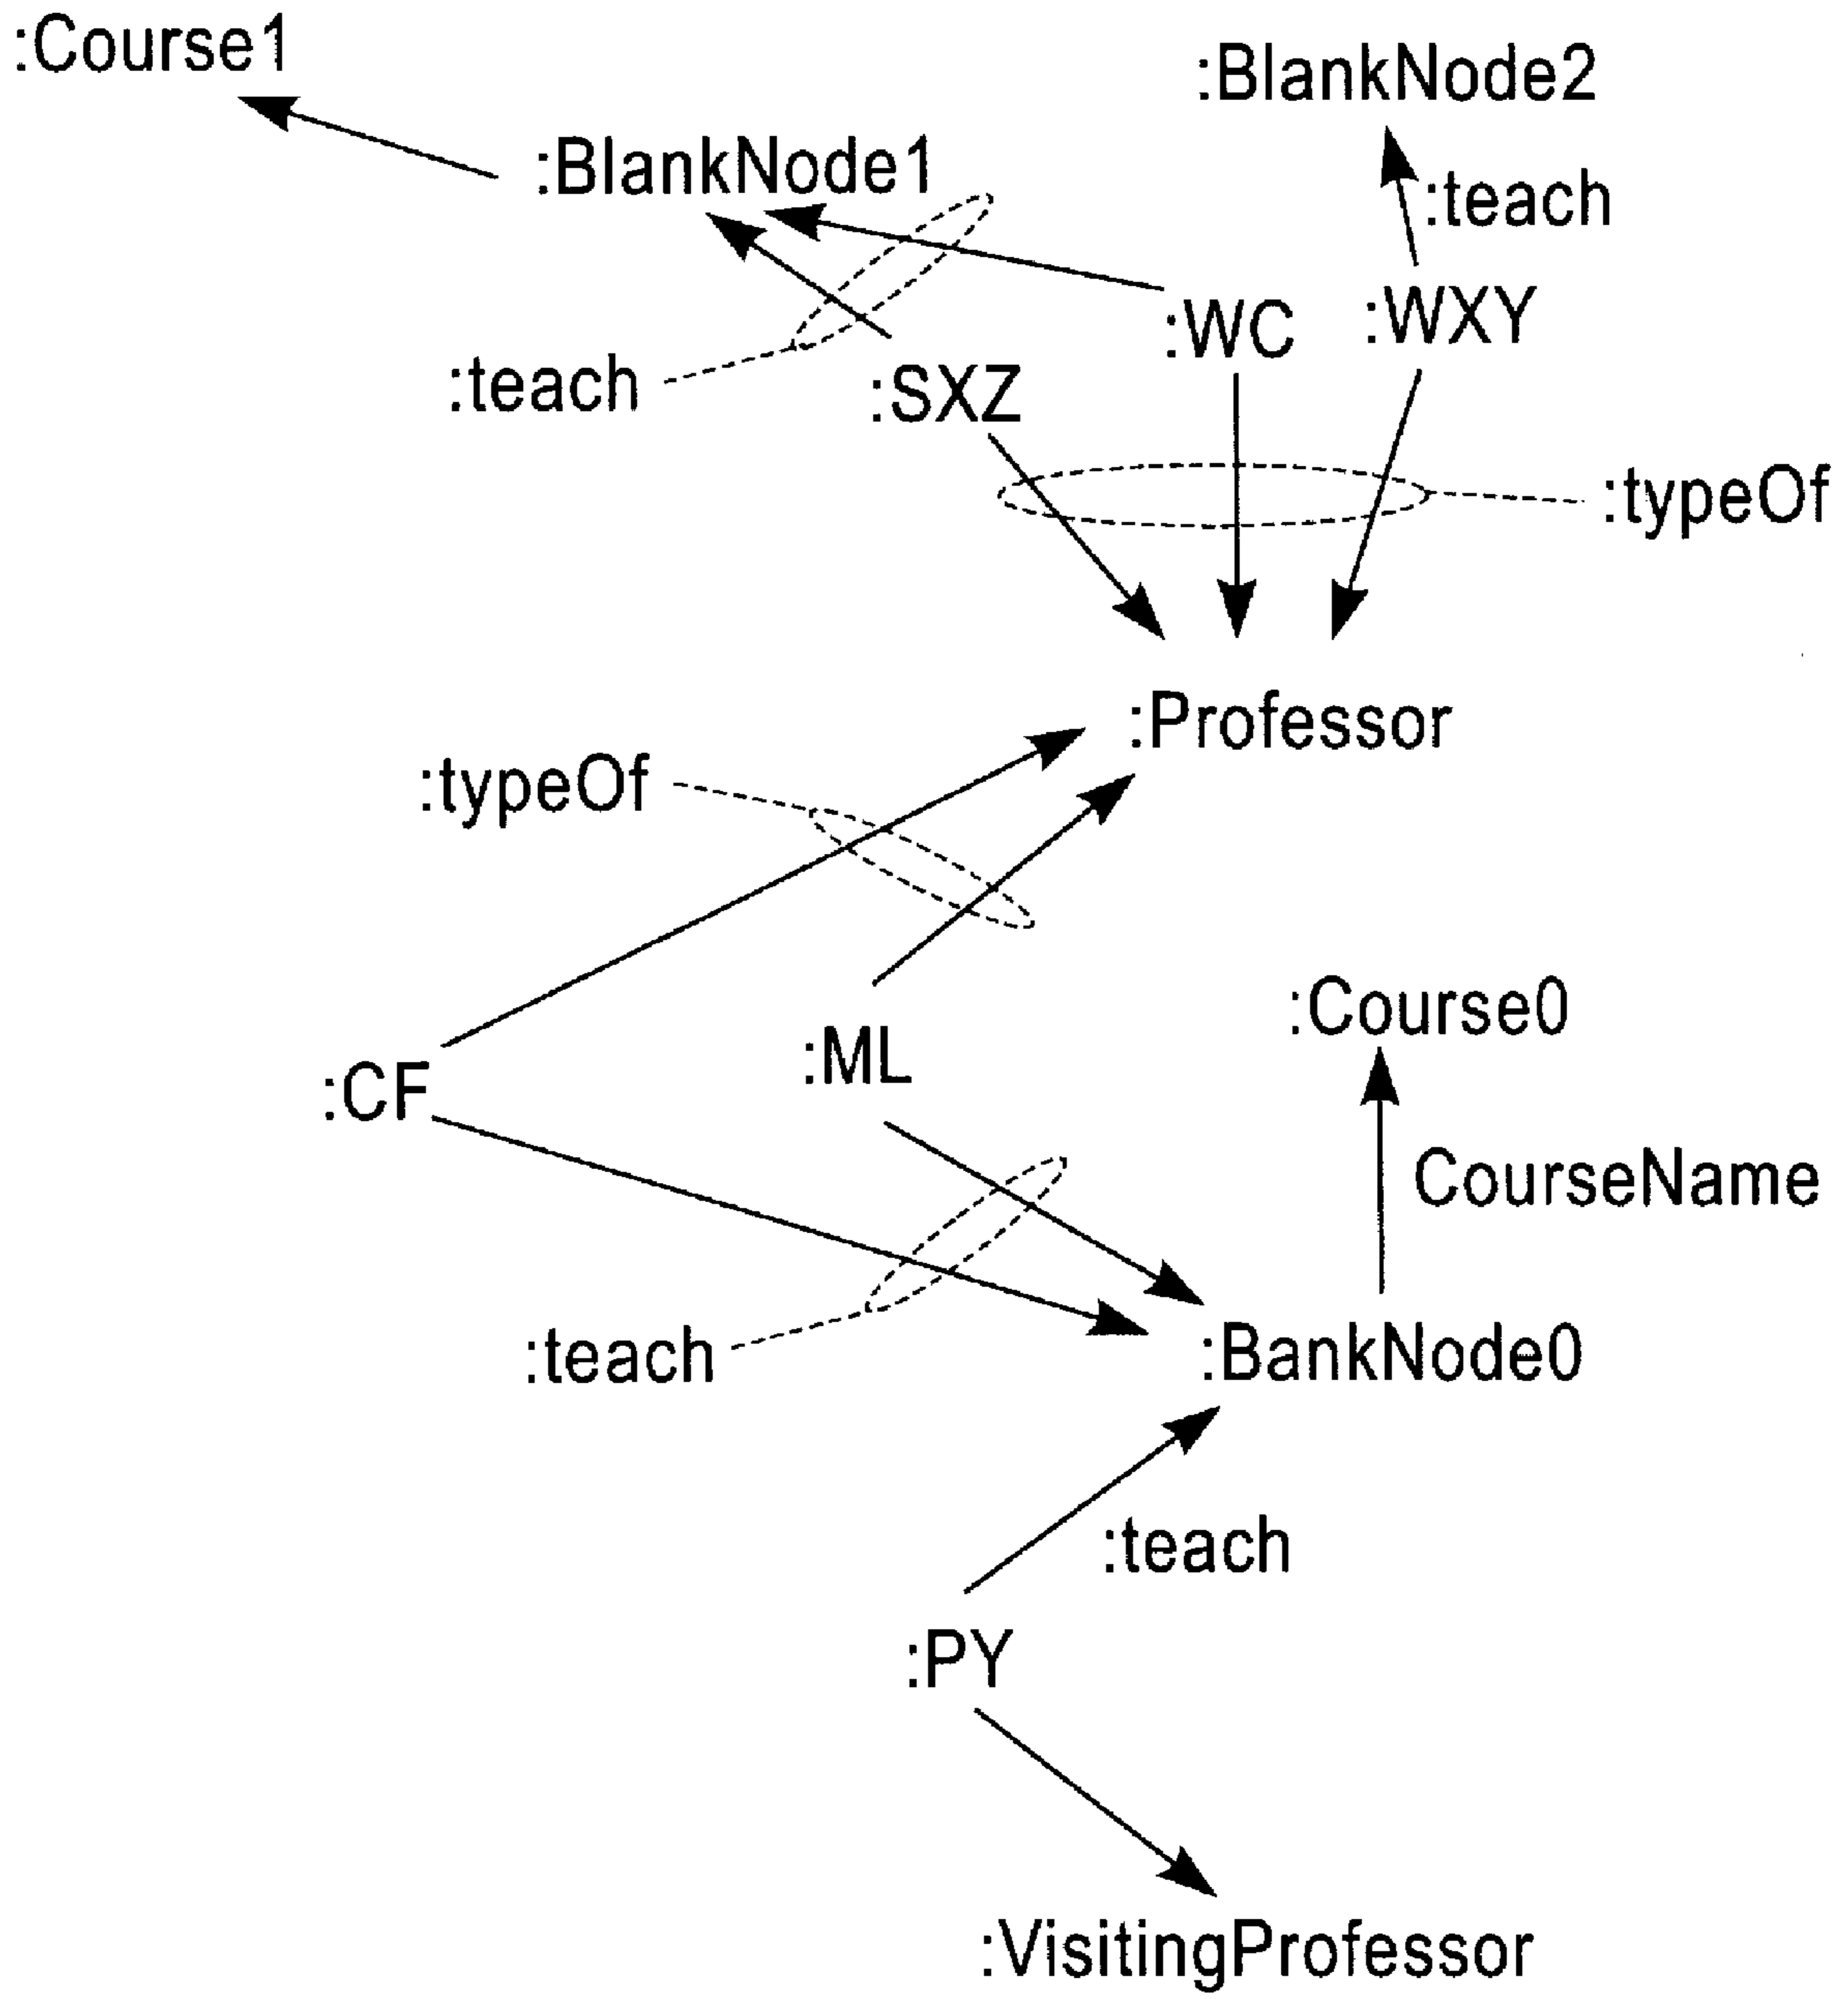 :Course1
:BlankNode2
:BlankNode1
:teach
:WC
:WXY
:teach
:SXZ
:typeOf
:Professor
:typeOf
:Course0
:ML
:CF
CourseName
:teach
:BankNode0
:teach
:PY
:VisitingProfessor